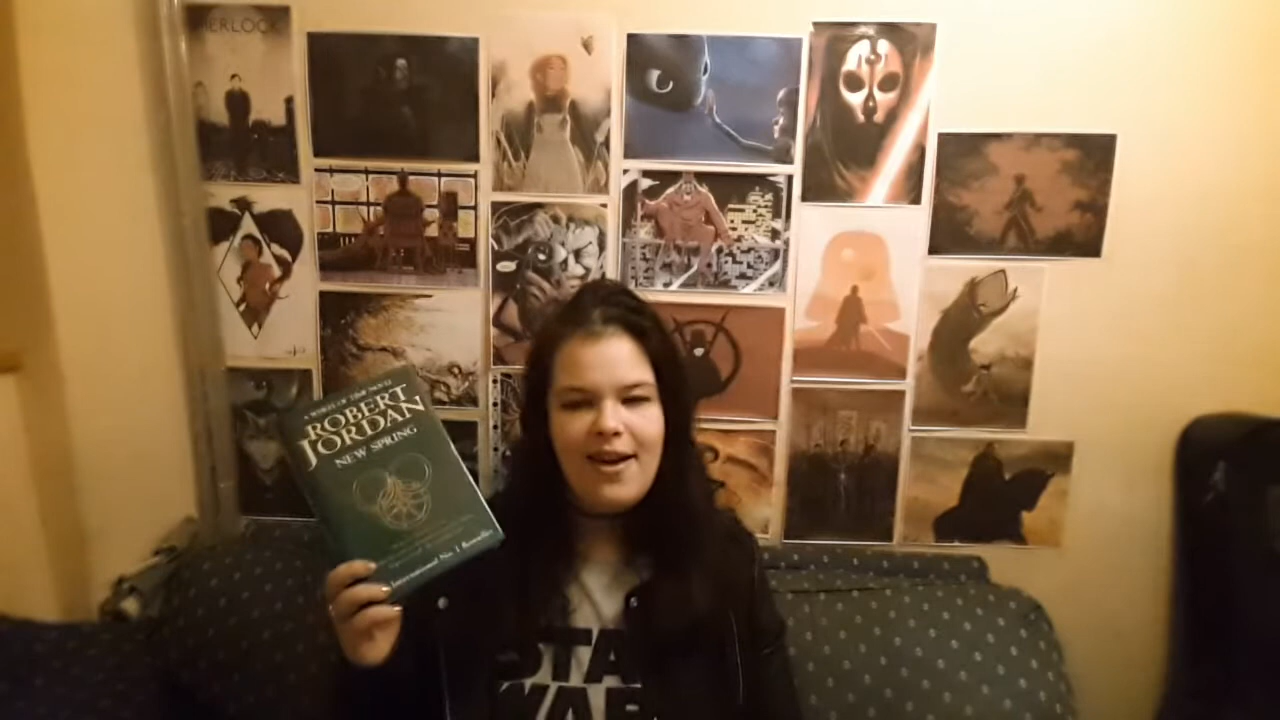 SHERLOCK
A WHEEL OF TIME NOVEL
ROBERT
JORDAN
NEW SPRING
International No. 1 Bestseller
STAR
WARS